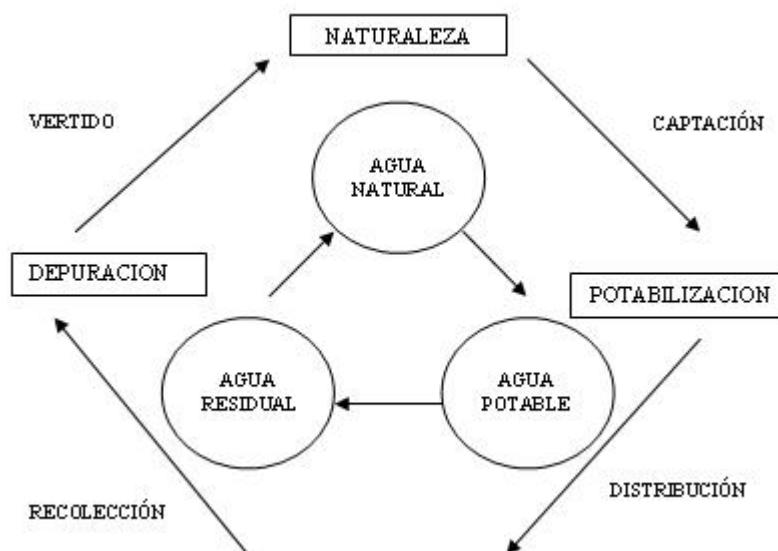 NATURALEZA
VERTIDO
CAPTACIÓN
AGUA
NATURAL
DEPURACION
POTABILIZACION
AGUA
RESIDUAL
AGUA
POTABLE
RECOLECCIÓN
DISTRIBUCIÓN